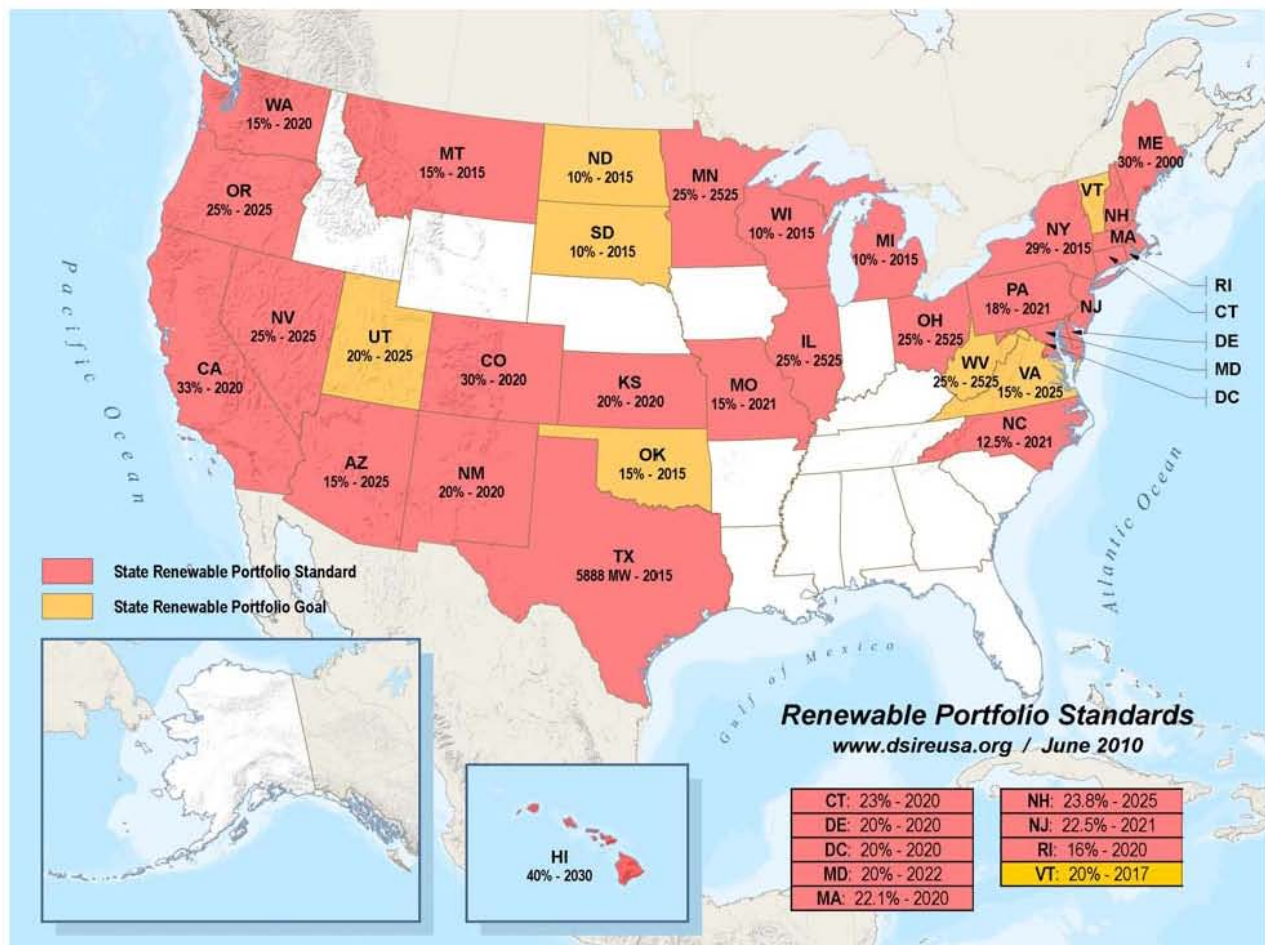 WA
15% - 2020
MT
15% - 2015
ND
10% - 2015
MN
25% - 2525
ME
30% - 2000
VT
OR
25% - 2025
SD
10% - 2015
WI
10% - 2015
MI
10% - 2015
NY
29% - 2015
NH
MA
RI
CT
DE
MD
DC
PA
18% - 2021
NJ
NV
25% - 2025
UT
20% - 2025
CO
30% - 2020
CA
33% - 2020
KS
20% - 2020
MO
15% - 2021
IL
25% - 2525
OH
25% - 2525
WV
25% - 2525
VA
15% - 2025
NC
12.5% - 2021
AZ
15% - 2025
NM
20% - 2020
OK
15% - 2015
TX
5888 MW - 2015
Pacific Ocean
Atlantic Ocean
Gulf of Mexico
State Renewable Portfolio Standard
State Renewable Portfolio Goal
HI
40% - 2030
Renewable Portfolio Standards
www.dsireusa.org / June 2010
CT: 23% - 2020
DE: 20% - 2020
DC: 20% - 2020
MD: 20% - 2022
MA: 22.1% - 2020
NH: 23.8% - 2025
NJ: 22.5% - 2021
RI: 16% - 2020
VT: 20% - 2017